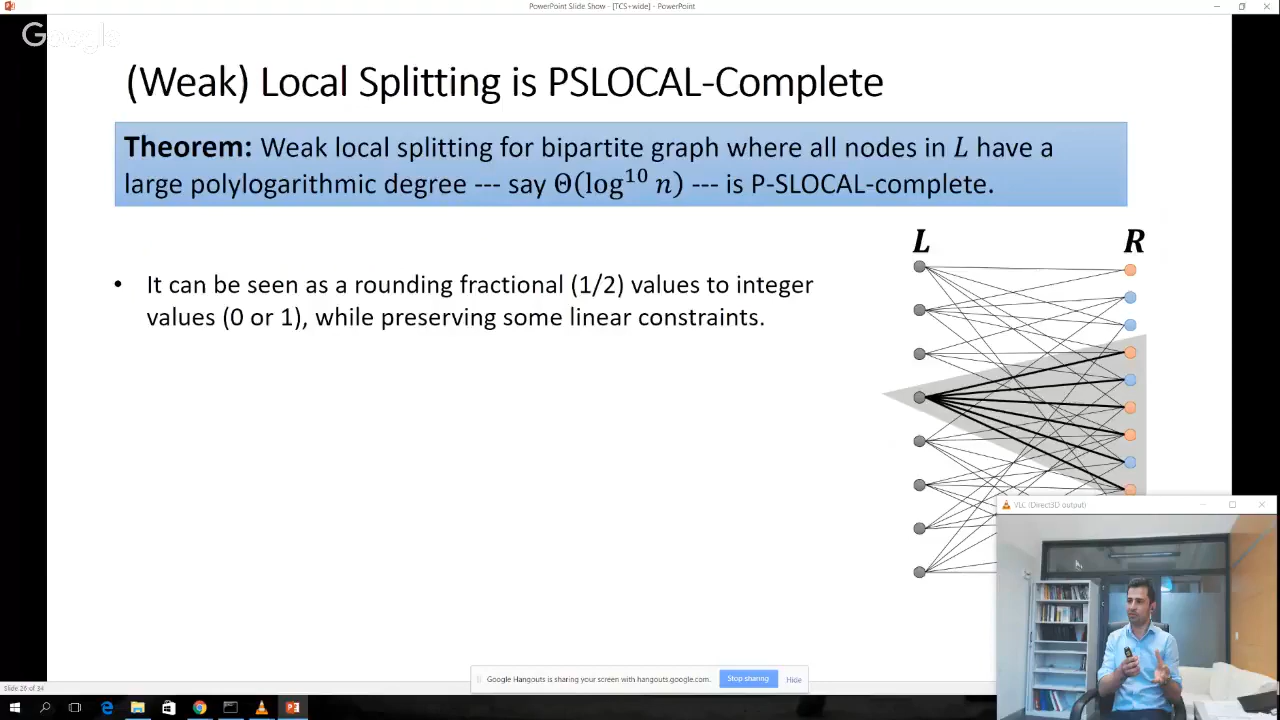 PowerPoint Slide Show - [TCS+wide] - PowerPoint
Google
(Weak) Local Splitting is PSLOCAL-Complete
Theorem: Weak local splitting for bipartite graph where all nodes in L have a
large polylogarithmic degree --- say Θ(log¹⁰ n) --- is P-SLOCAL-complete.
L R
• It can be seen as a rounding fractional (1/2) values to integer
values (0 or 1), while preserving some linear constraints.
VLC (Direct3D output)
Google Hangouts is sharing your screen with hangouts.google.com.
Stop sharing
Hide
Slide 26 of 34